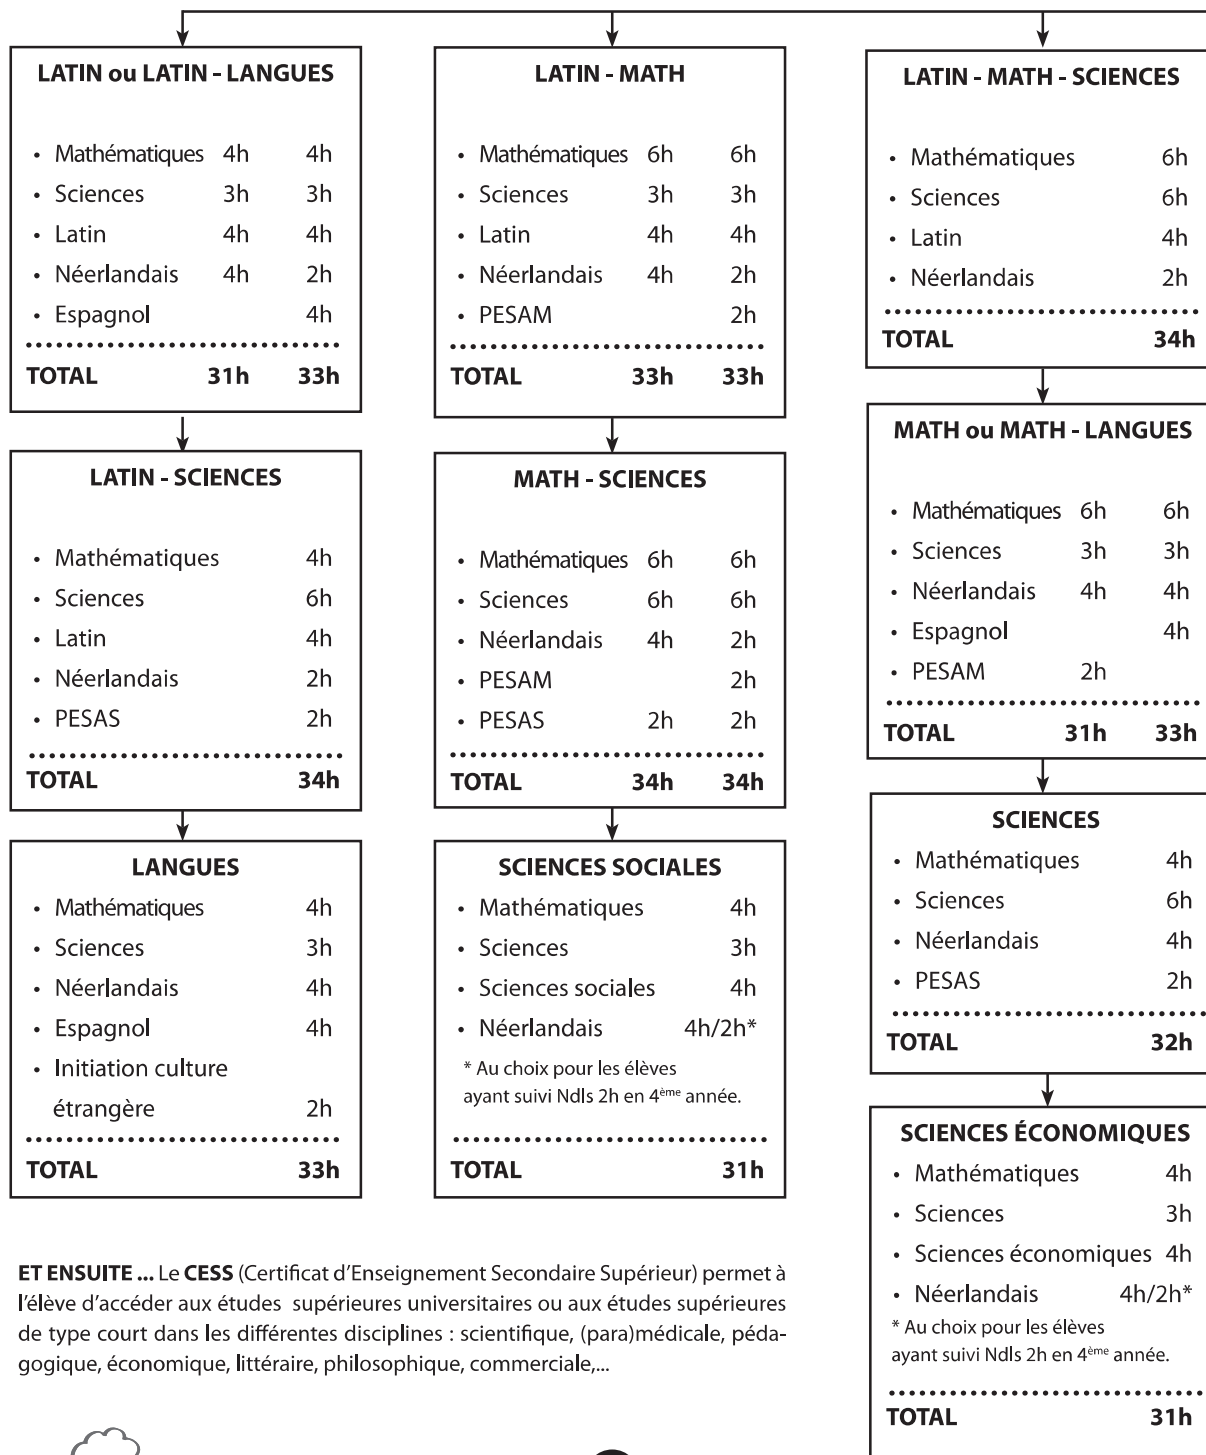 LATIN ou LATIN - LANGUES
• Mathématiques 4h 4h
• Sciences 3h 3h
• Latin 4h 4h
• Néerlandais 4h 2h
• Espagnol 4h
TOTAL 31h 33h
LATIN - SCIENCES
• Mathématiques 4h
• Sciences 6h
• Latin 4h
• Néerlandais 2h
• PESAS 2h
TOTAL 34h
LANGUES
• Mathématiques 4h
• Sciences 3h
• Néerlandais 4h
• Espagnol 4h
• Initiation culture
étrangère 2h
TOTAL 33h
LATIN - MATH
• Mathématiques 6h 6h
• Sciences 3h 3h
• Latin 4h 4h
• Néerlandais 4h 2h
• PESAM 2h
TOTAL 33h 33h
MATH - SCIENCES
• Mathématiques 6h 6h
• Sciences 6h 6h
• Néerlandais 4h 2h
• PESAM 2h
• PESAS 2h 2h
TOTAL 34h 34h
SCIENCES SOCIALES
• Mathématiques 4h
• Sciences 3h
• Sciences sociales 4h
• Néerlandais 4h/2h*
* Au choix pour les élèves
ayant suivi Ndls 2h en 4ème année.
TOTAL 31h
LATIN - MATH - SCIENCES
• Mathématiques 6h
• Sciences 6h
• Latin 4h
• Néerlandais 2h
TOTAL 34h
MATH ou MATH - LANGUES
• Mathématiques 6h 6h
• Sciences 3h 3h
• Néerlandais 4h 4h
• Espagnol 4h
• PESAM 2h
TOTAL 31h 33h
SCIENCES
• Mathématiques 4h
• Sciences 6h
• Néerlandais 4h
• PESAS 2h
TOTAL 32h
SCIENCES ÉCONOMIQUES
• Mathématiques 4h
• Sciences 3h
• Sciences économiques 4h
• Néerlandais 4h/2h*
* Au choix pour les élèves
ayant suivi Ndls 2h en 4ème année.
TOTAL 31h
ET ENSUITE ... Le CESS (Certificat d'Enseignement Secondaire Supérieur) permet à
l'élève d'accéder aux études supérieures universitaires ou aux études supérieures
de type court dans les différentes disciplines : scientifique, (para)médicale, péda-
gogique, économique, littéraire, philosophique, commerciale,...